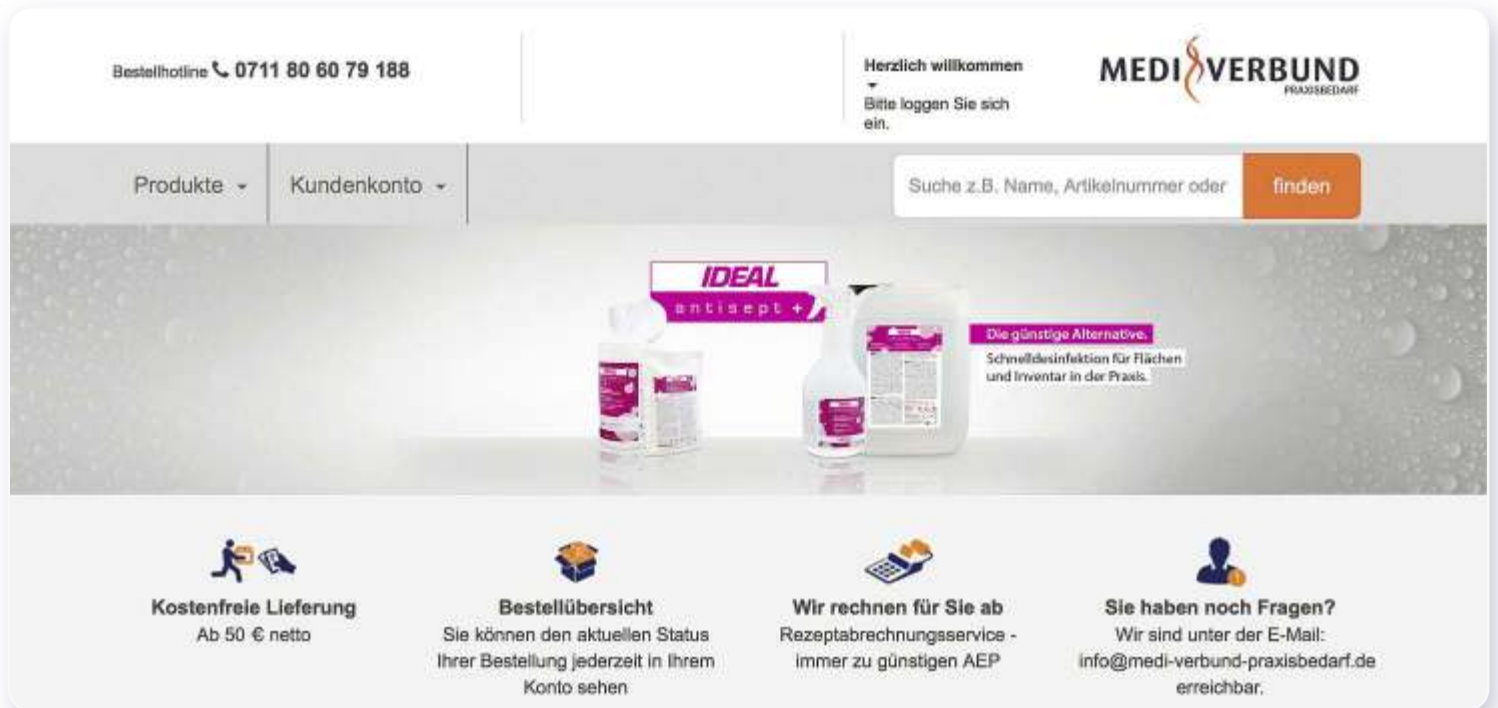 Bestellhotline 0711 80 60 79 188
Herzlich willkommen
Bitte loggen Sie sich
ein.
MEDI VERBUND
PRAXISBEDARF
Produkte
Kundenkonto
Suche z.B. Name, Artikelnummer oder
finden
IDEAL
antisept +
Die günstige Alternative.
Schnelldesinfektion für Flächen
und Inventar in der Praxis.
Kostenfreie Lieferung
Ab 50 € netto
Bestellübersicht
Sie können den aktuellen Status
Ihrer Bestellung jederzeit in Ihrem
Konto sehen
Wir rechnen für Sie ab
Rezeptabrechnungsservice -
immer zu günstigen AEP
Sie haben noch Fragen?
Wir sind unter der E-Mail:
info@medi-verbund-praxisbedarf.de
erreichbar.